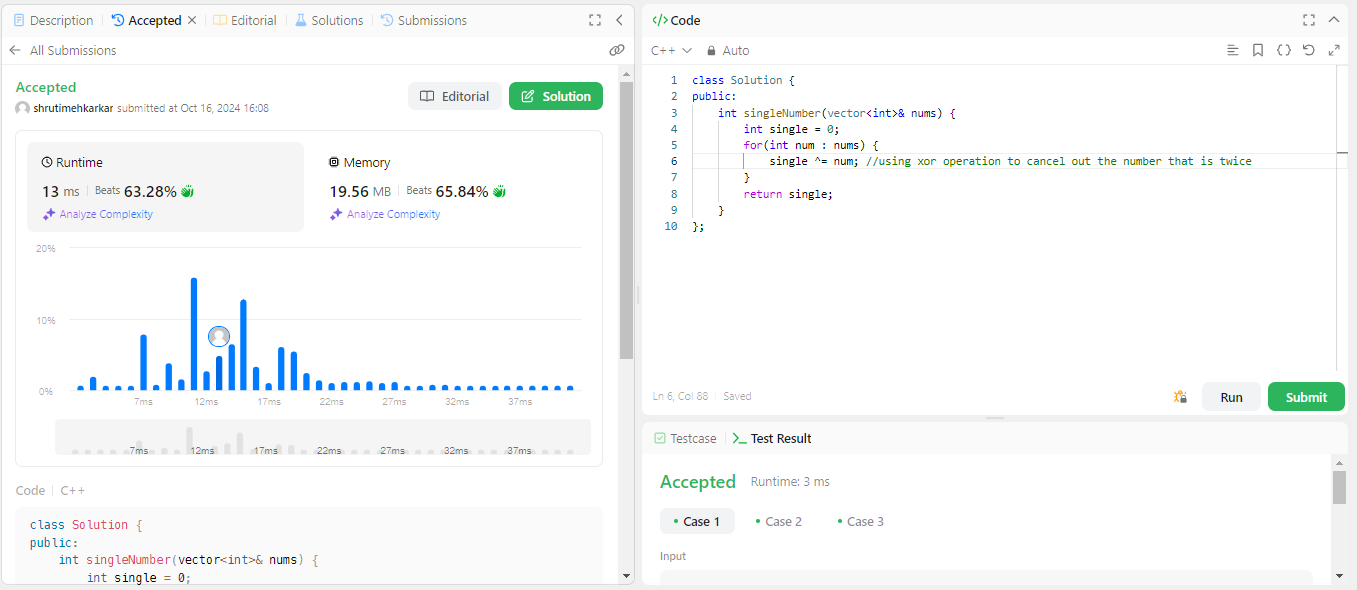 Description Accepted Editorial Solutions Submissions
All Submissions
Accepted
shrutimehkarkar submitted at Oct 16, 2024 16:08
Editorial
Solution
Runtime
13 ms Beats 63.28%
Analyze Complexity
Memory
19.56 MB Beats 65.84%
Analyze Complexity
20%
10%
0%
7ms 12ms 17ms 22ms 27ms 32ms 37ms
7ms 12ms 17ms 22ms 27ms 32ms 37ms
Code C++
class Solution {
public:
int singleNumber(vector<int>& nums) {
int single = 0;
</> Code
C++ Auto
1 class Solution {
2 public:
3 int singleNumber(vector<int>& nums) {
4 int single = 0;
5 for(int num : nums) {
6 single ^= num; //using xor operation to cancel out the number that is twice
7 }
8 return single;
9 }
10 };
Ln 6, Col 88 Saved
Run
Submit
Testcase >_ Test Result
Accepted Runtime: 3 ms
• Case 1 • Case 2 • Case 3
Input